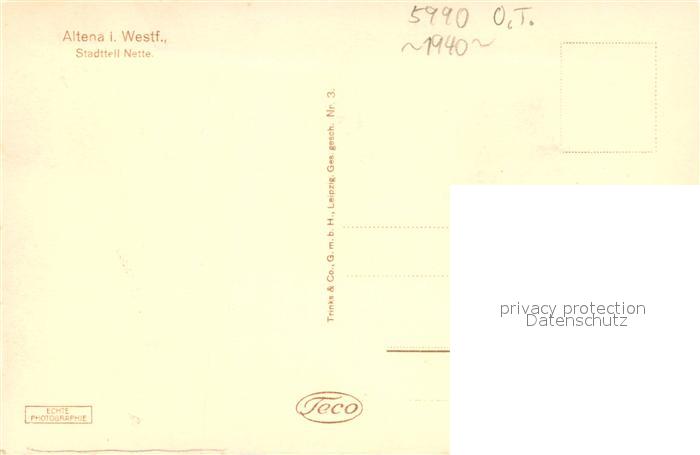 5990 O.T.
~1940~
Altena i. Westf.,
Stadtteil Nette.
Trinks & Co., G. m. b. H., Leipzig. Ges. gesch. Nr. 3.
privacy protection
Datenschutz
ECHTE
PHOTOGRAPHIE
Teco